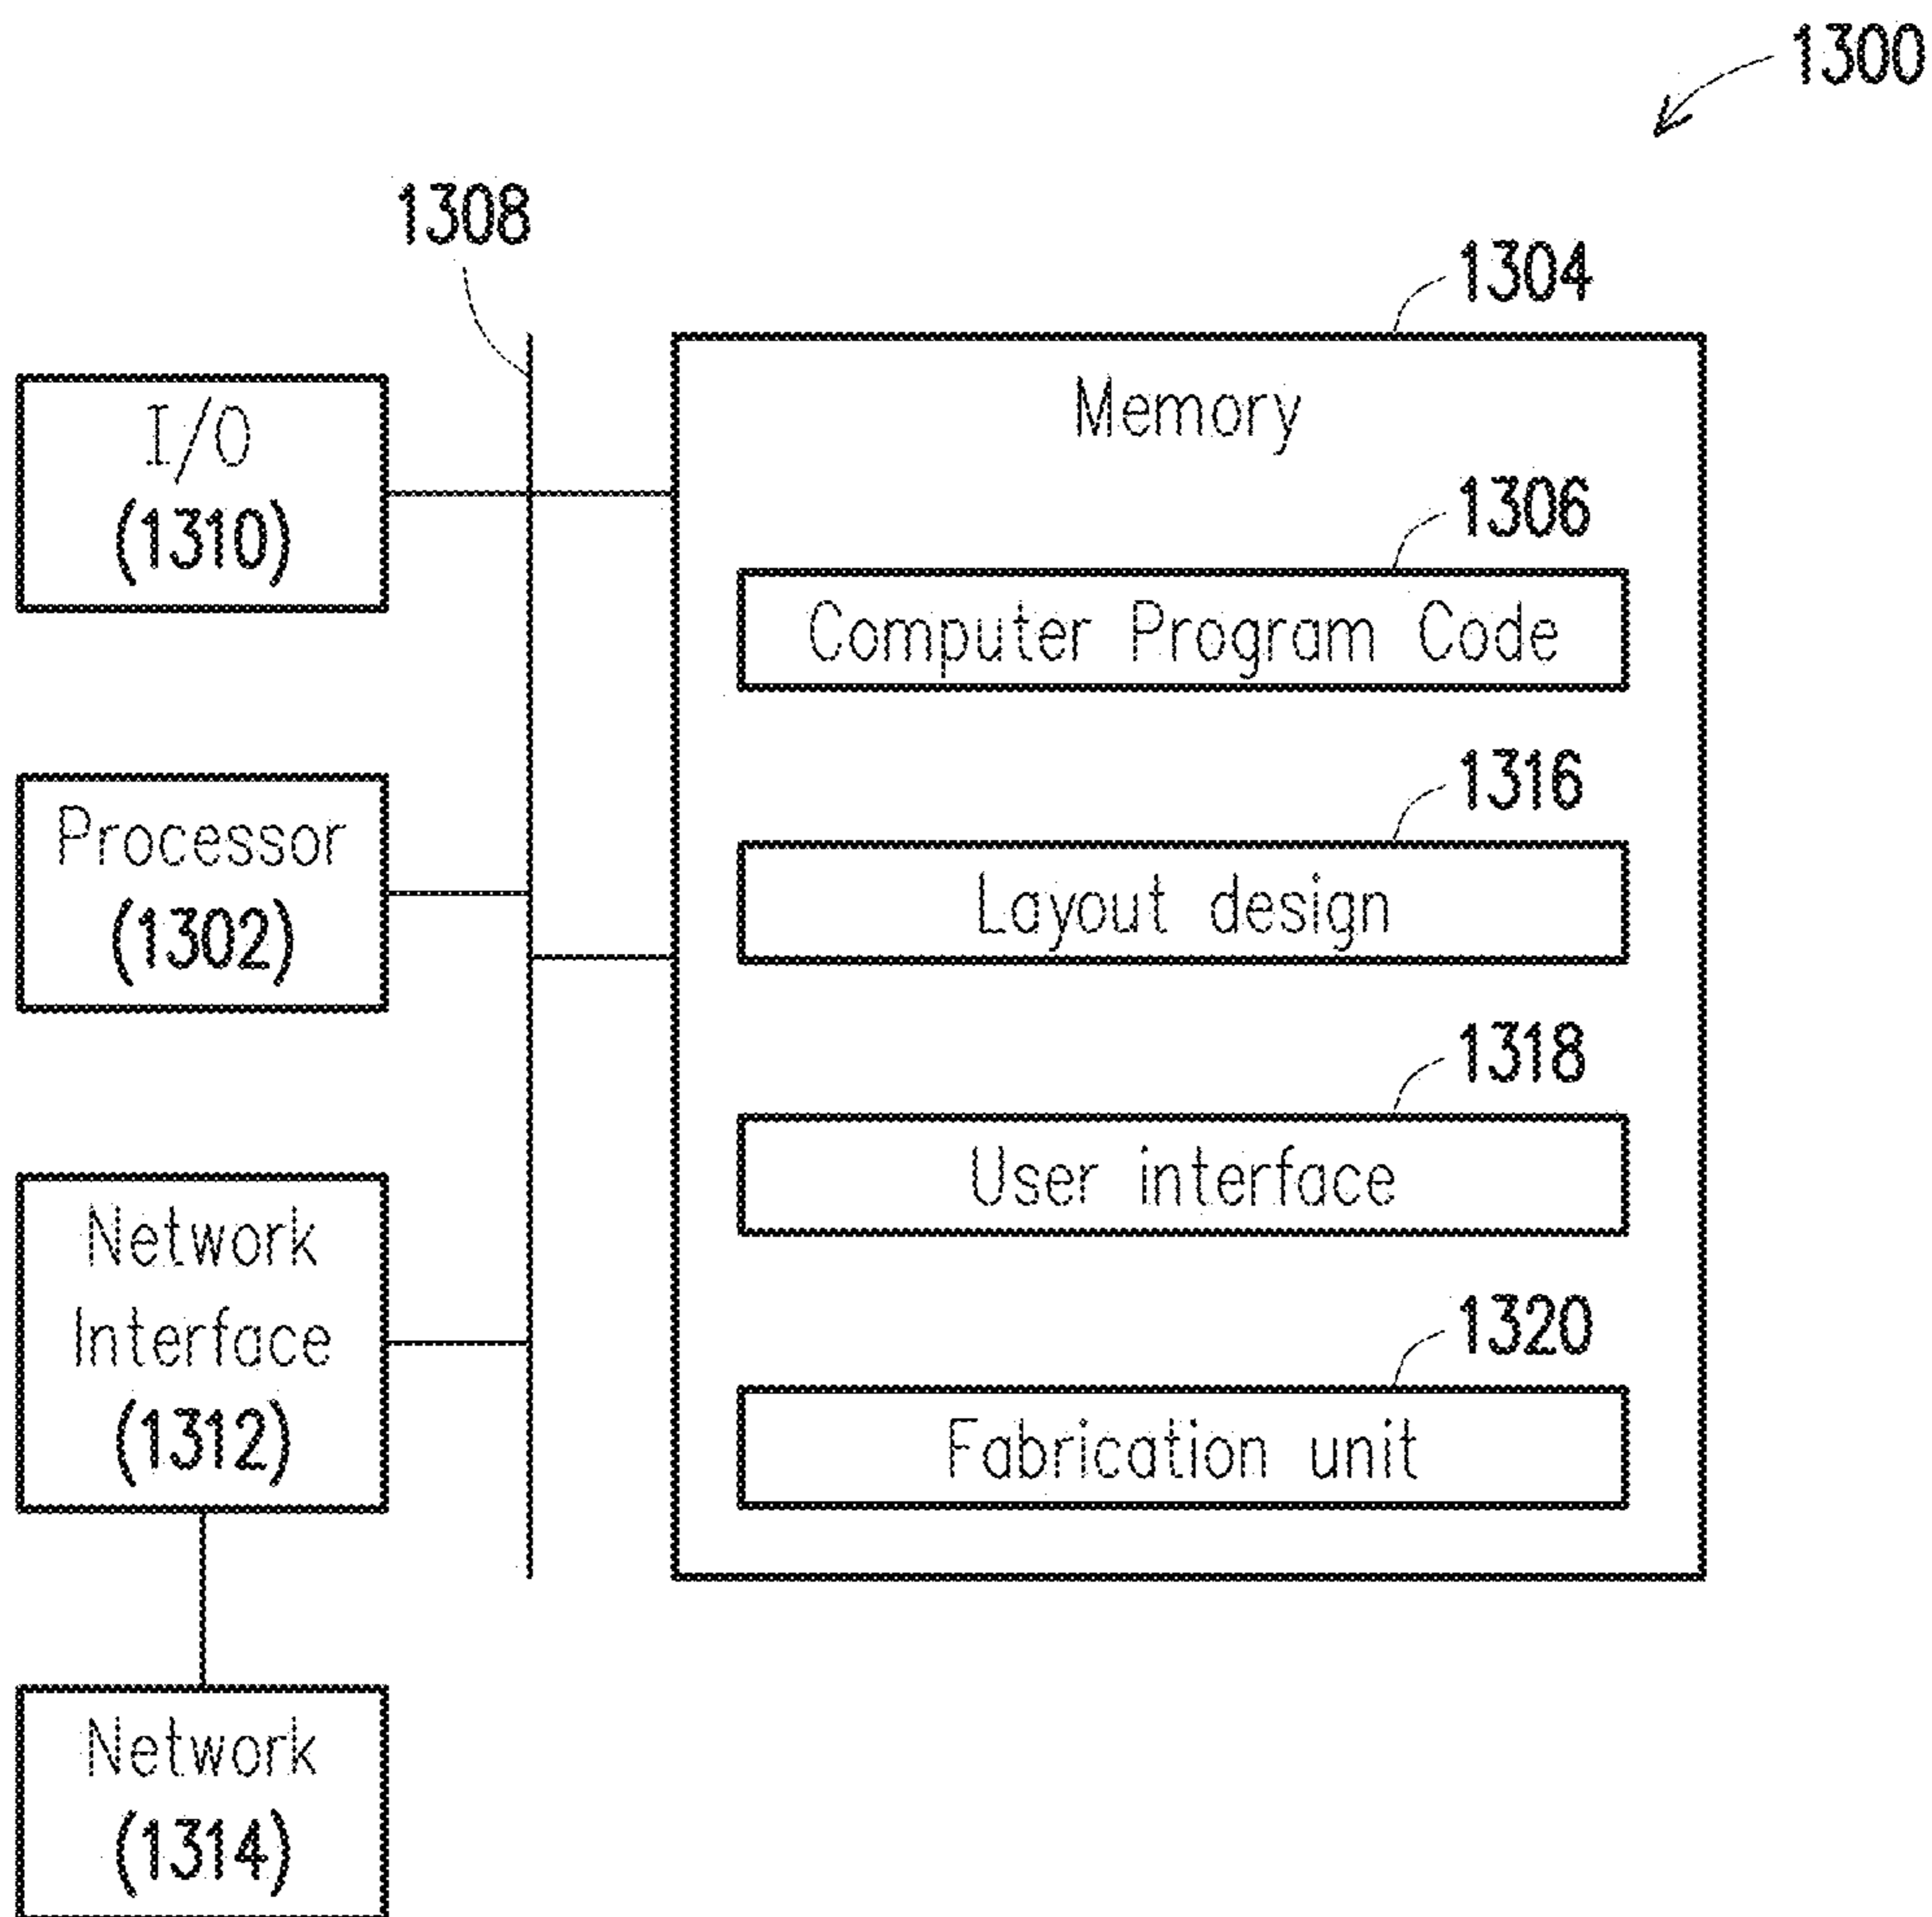 1300
1308
1304
I/O
(1310)
Memory
1306
Computer Program Code
Processor
(1302)
1316
Layout design
1318
User interface
Network
Interface
(1312)
1320
Fabrication unit
Network
(1314)